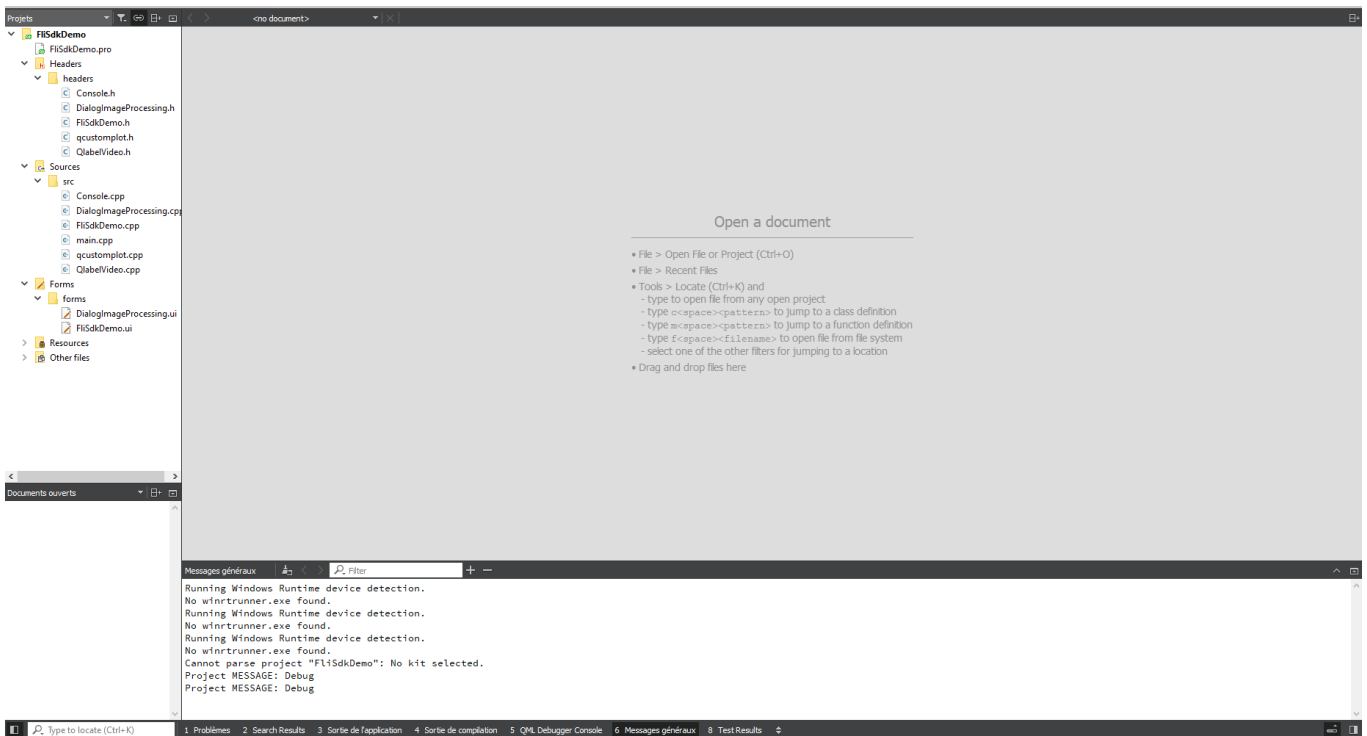 Projets
<no document>
FliSdkDemo
FliSdkDemo.pro
Headers
headers
Console.h
DialogImageProcessing.h
FliSdkDemo.h
qcustomplot.h
QlabelVideo.h
Sources
src
Console.cpp
DialogImageProcessing.cpp
FliSdkDemo.cpp
main.cpp
qcustomplot.cpp
QlabelVideo.cpp
Forms
forms
DialogImageProcessing.ui
FliSdkDemo.ui
Resources
Other files
Open a document
• File > Open File or Project (Ctrl+O)
• File > Recent Files
• Tools > Locate (Ctrl+K) and
- type to open file from any open project
- type c<space><pattern> to jump to a class definition
- type m<space><pattern> to jump to a function definition
- type f<space><filename> to open file from file system
- select one of the other filters for jumping to a location
• Drag and drop files here
Documents ouverts
Messages généraux Filter
Running Windows Runtime device detection.
No winrtrunner.exe found.
Running Windows Runtime device detection.
No winrtrunner.exe found.
Running Windows Runtime device detection.
No winrtrunner.exe found.
Cannot parse project "FliSdkDemo": No kit selected.
Project MESSAGE: Debug
Project MESSAGE: Debug
Type to locate (Ctrl+K) 1 Problèmes 2 Search Results 3 Sortie de l'application 4 Sortie de compilation 5 QML Debugger Console 6 Messages généraux 8 Test Results